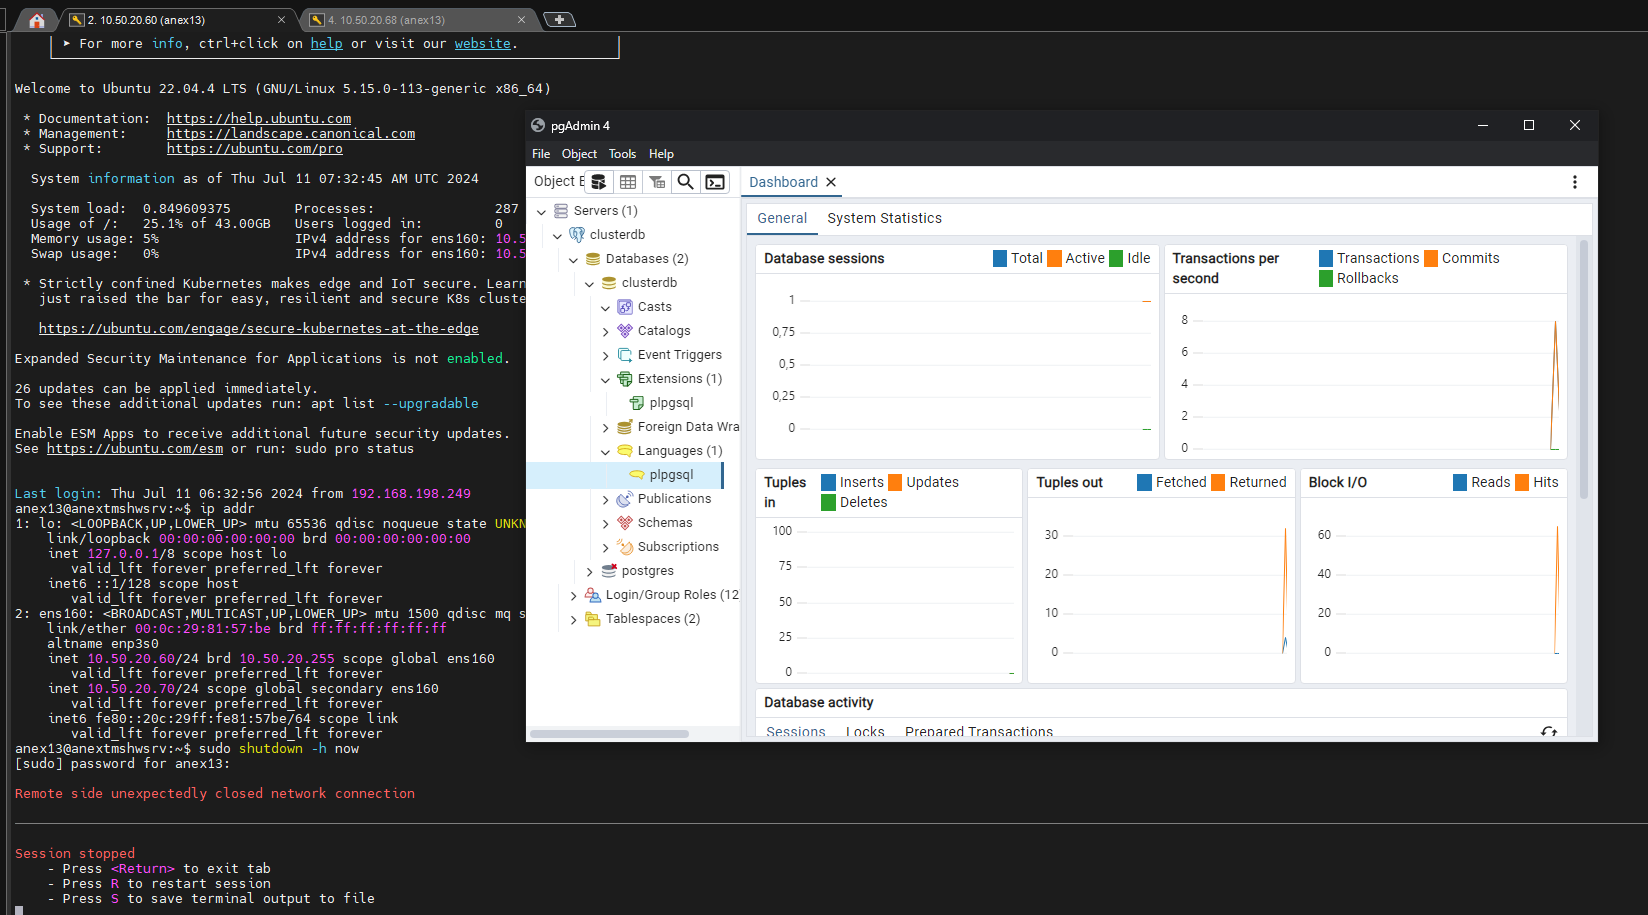 2. 10.50.20.60 (anex13)
4. 10.50.20.68 (anex13)
➤ For more info, ctrl+click on help or visit our website.
Welcome to Ubuntu 22.04.4 LTS (GNU/Linux 5.15.0-113-generic x86_64)
* Documentation:  https://help.ubuntu.com
* Management:     https://landscape.canonical.com
* Support:        https://ubuntu.com/pro
System information as of Thu Jul 11 07:32:45 AM UTC 2024
System load:  0.849609375        Processes:               287
Usage of /:   25.1% of 43.00GB   Users logged in:         0
Memory usage: 5%                 IPv4 address for ens160: 10.5
Swap usage:   0%                 IPv4 address for ens160: 10.5
* Strictly confined Kubernetes makes edge and IoT secure. Learn
just raised the bar for easy, resilient and secure K8s cluste
https://ubuntu.com/engage/secure-kubernetes-at-the-edge
Expanded Security Maintenance for Applications is not enabled.
26 updates can be applied immediately.
To see these additional updates run: apt list --upgradable
Enable ESM Apps to receive additional future security updates.
See https://ubuntu.com/esm or run: sudo pro status
Last login: Thu Jul 11 06:32:56 2024 from 192.168.198.249
anex13@anextmshwsrv:~$ ip addr
1: lo: <LOOPBACK,UP,LOWER_UP> mtu 65536 qdisc noqueue state UNKN
link/loopback 00:00:00:00:00:00 brd 00:00:00:00:00:00
inet 127.0.0.1/8 scope host lo
valid_lft forever preferred_lft forever
inet6 ::1/128 scope host
valid_lft forever preferred_lft forever
2: ens160: <BROADCAST,MULTICAST,UP,LOWER_UP> mtu 1500 qdisc mq s
link/ether 00:0c:29:81:57:be brd ff:ff:ff:ff:ff:ff
altname enp3s0
inet 10.50.20.60/24 brd 10.50.20.255 scope global ens160
valid_lft forever preferred_lft forever
inet 10.50.20.70/24 scope global secondary ens160
valid_lft forever preferred_lft forever
inet6 fe80::20c:29ff:fe81:57be/64 scope link
valid_lft forever preferred_lft forever
anex13@anextmshwsrv:~$ sudo shutdown -h now
[sudo] password for anex13:
Remote side unexpectedly closed network connection
Session stopped
- Press <Return> to exit tab
- Press R to restart session
- Press S to save terminal output to file
pgAdmin 4
File Object Tools Help
Object E
Servers (1)
clusterdb
Databases (2)
clusterdb
Casts
Catalogs
Event Triggers
Extensions (1)
plpgsql
Foreign Data Wra
Languages (1)
plpgsql
Publications
Schemas
Subscriptions
postgres
Login/Group Roles (12
Tablespaces (2)
Dashboard
General System Statistics
Database sessions
Total Active Idle
1
0,75
0,5
0,25
0
Transactions per
second
Transactions Commits
Rollbacks
8
6
4
2
0
Tuples
in
Inserts Updates
Deletes
100
75
50
25
0
Tuples out
Fetched Returned
30
20
10
0
Block I/O
Reads Hits
60
40
20
0
Database activity
Sessions Locks Prepared Transactions